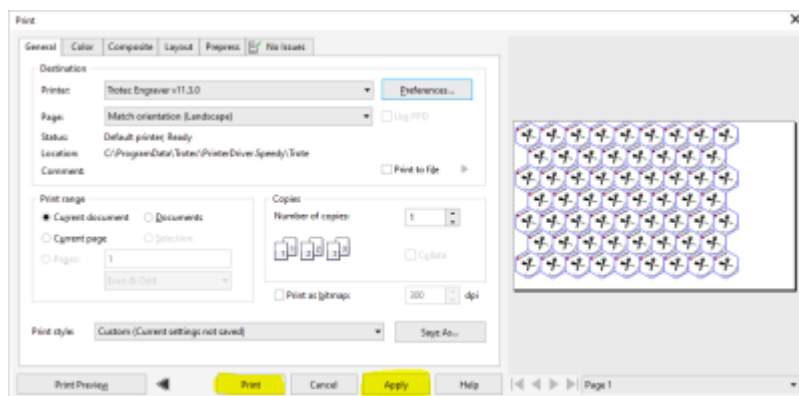 Print
General Color Composite Layout Prepress No Issues
Destination
Printer: Trotec Engraver v11.3.0 Preferences...
Page: Match orientation (Landscape) Use PPD
Status: Default printer; Ready
Location: C:\ProgramData\Trotec\PrinterDriver.Speedy\Trote
Comment: Print to file
Print range Copies
Current document Documents Number of copies: 1
Current page Selection
Pages: 1 Collate
Even & Odd
Print as bitmap: 300 dpi
Print style: Custom (Current settings not saved) Save As...
Print Preview Print Cancel Apply Help Page 1